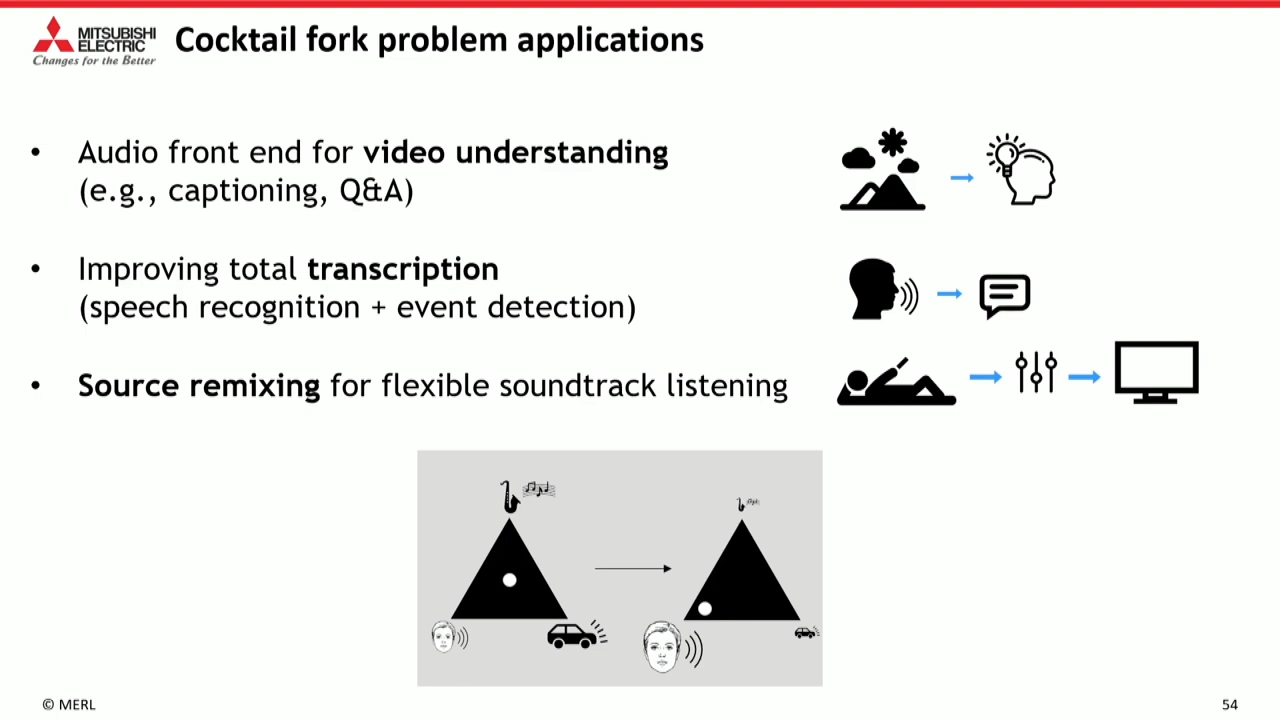 MITSUBISHI
ELECTRIC
Changes for the Better
Cocktail fork problem applications
• Audio front end for video understanding
(e.g., captioning, Q&A)
• Improving total transcription
(speech recognition + event detection)
• Source remixing for flexible soundtrack listening
© MERL
54